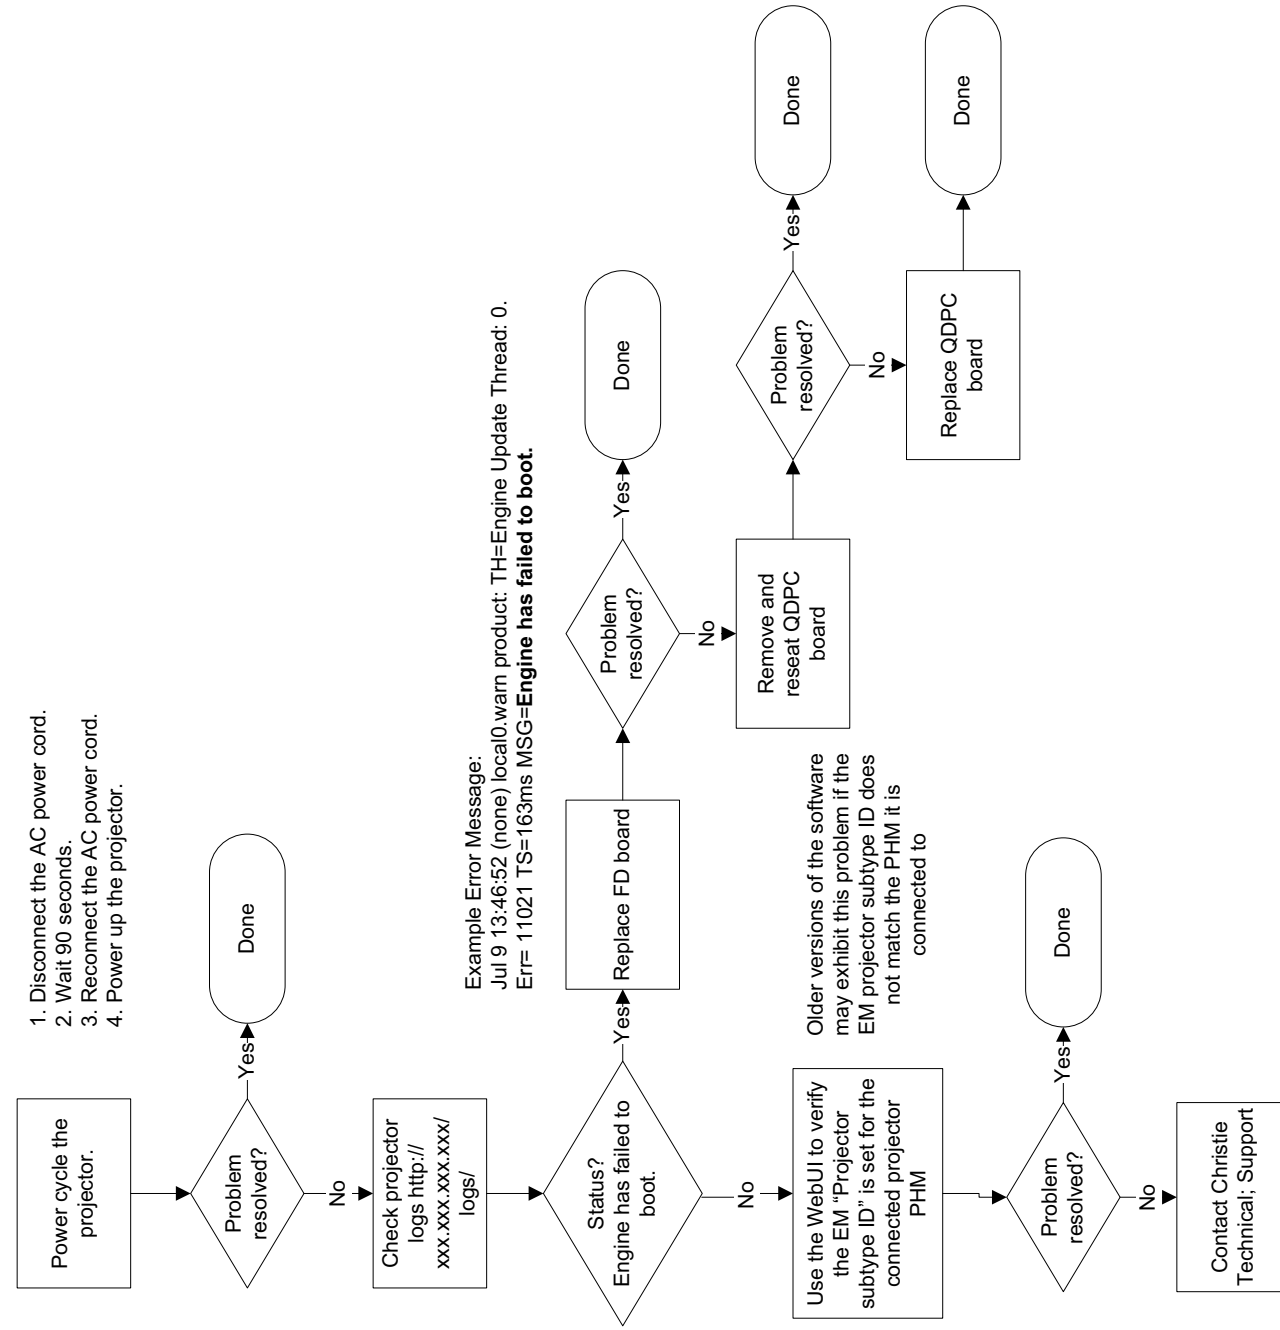 Power cycle the
projector.
1. Disconnect the AC power cord.
2. Wait 90 seconds.
3. Reconnect the AC power cord.
4. Power up the projector.
Problem
resolved?
Yes
Done
No
Check projector
logs http://
xxx.xxx.xxx.xxx/
logs/
Status?
Engine has failed to
boot.
Yes
Example Error Message:
Jul 9 13:46:52 (none) local0.warn product: TH=Engine Update Thread: 0.
Err= 11021 TS=163ms MSG=Engine has failed to boot.
Replace FD board
Problem
resolved?
Yes
Done
No
Remove and
reseat QDPC
board
Problem
resolved?
Yes
Done
No
Replace QDPC
board
Done
No
Use the WebUI to verify
the EM “Projector
subtype ID” is set for the
connected projector
PHM
Older versions of the software
may exhibit this problem if the
EM projector subtype ID does
not match the PHM it is
connected to
Problem
resolved?
Yes
Done
No
Contact Christie
Technical; Support